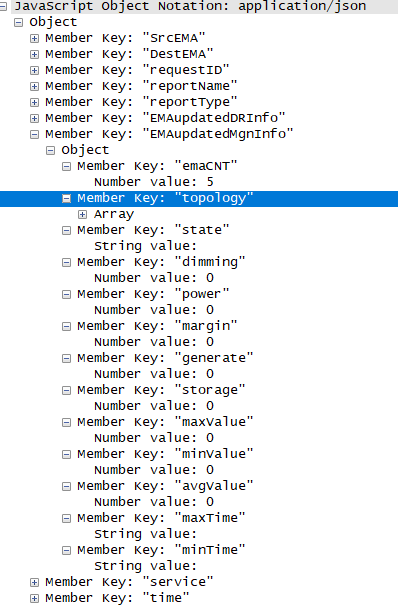 JavaScript Object Notation: application/json
Object
Member Key: "SrcEMA"
Member Key: "DestEMA"
Member Key: "requestID"
Member Key: "reportName"
Member Key: "reportType"
Member Key: "EMAupdatedDRInfo"
Member Key: "EMAupdatedMgnInfo"
Object
Member Key: "emaCNT"
Number value: 5
Member Key: "topology"
Array
Member Key: "state"
String value:
Member Key: "dimming"
Number value: 0
Member Key: "power"
Number value: 0
Member Key: "margin"
Number value: 0
Member Key: "generate"
Number value: 0
Member Key: "storage"
Number value: 0
Member Key: "maxValue"
Number value: 0
Member Key: "minValue"
Number value: 0
Member Key: "avgValue"
Number value: 0
Member Key: "maxTime"
String value:
Member Key: "minTime"
String value:
Member Key: "service"
Member Key: "time"